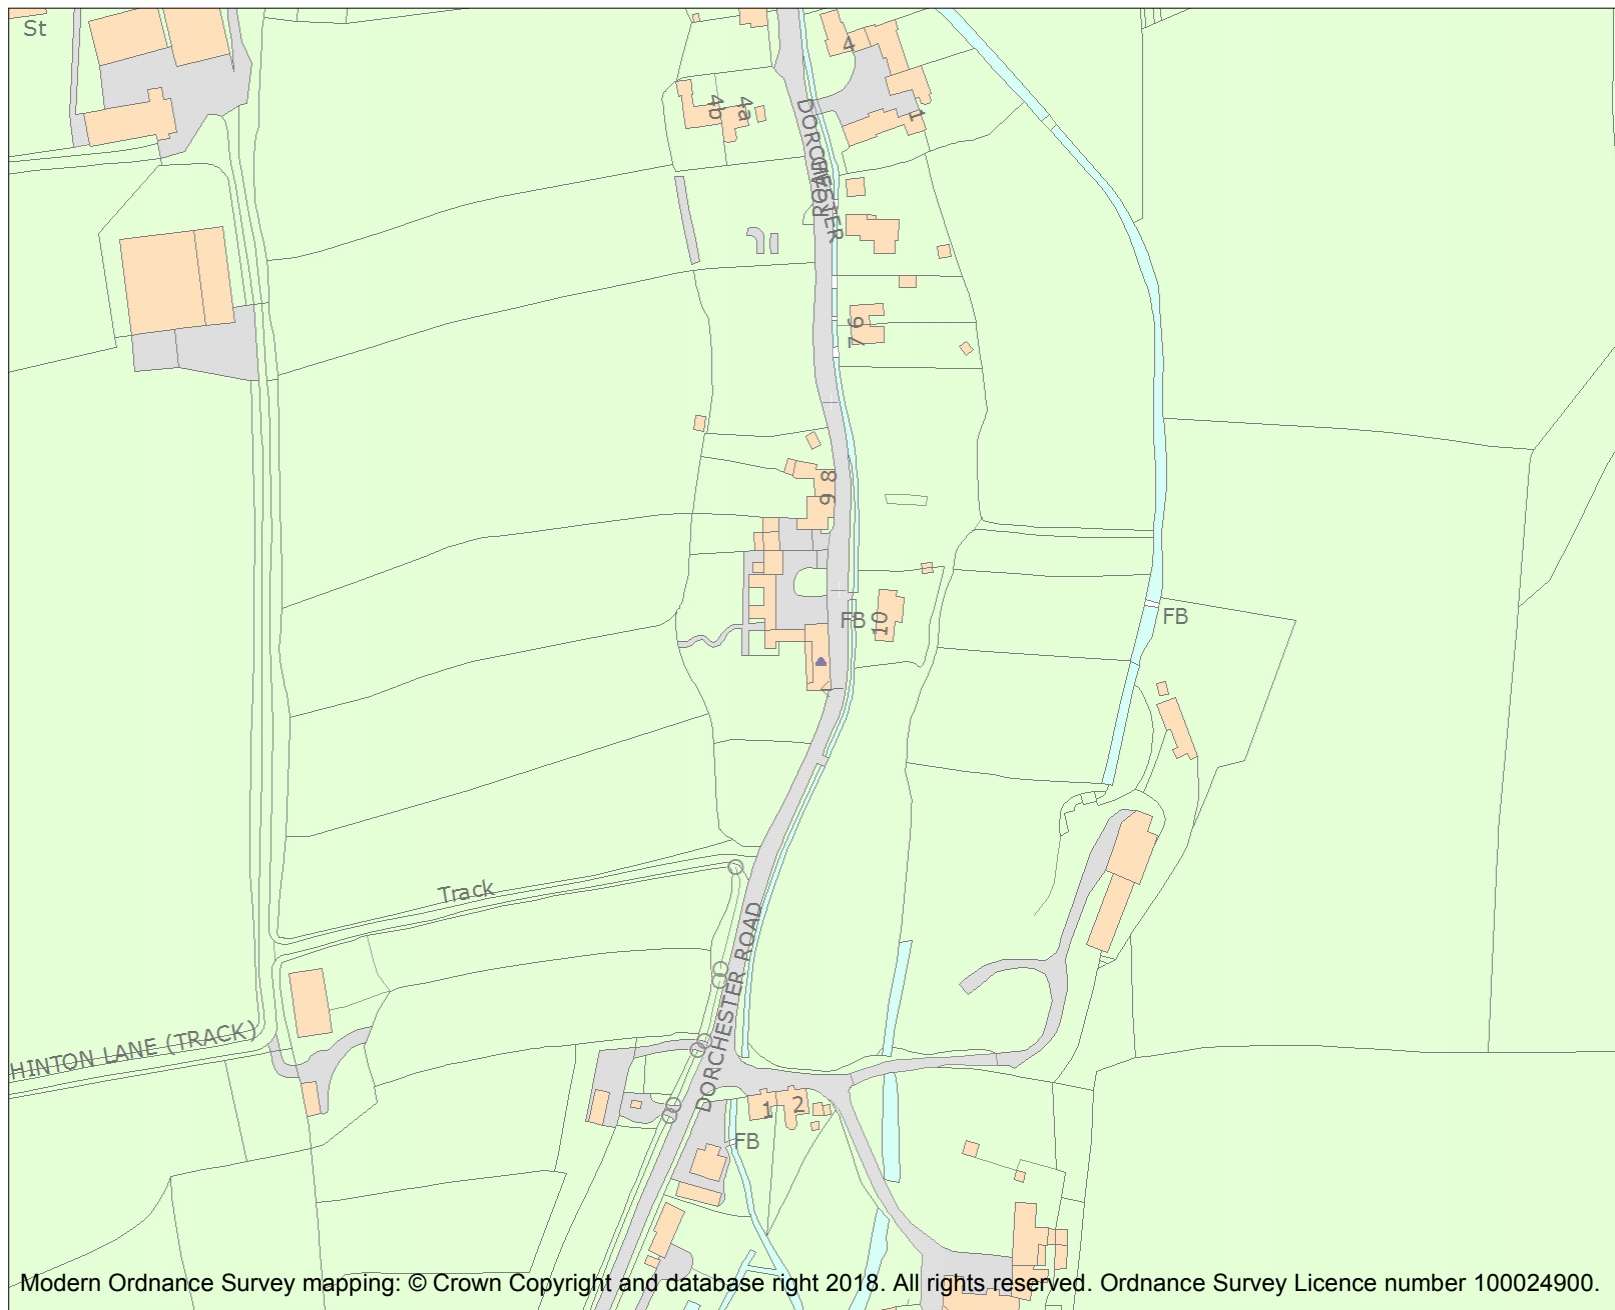 St
4
4b
4a
1
DORCHESTER
ROAD
6
7
8
9
FB
10
FB
Track
DORCHESTER ROAD
HINTON LANE (TRACK)
1
2
FB
Modern Ordnance Survey mapping: © Crown Copyright and database right 2018. All rights reserved. Ordnance Survey Licence number 100024900.